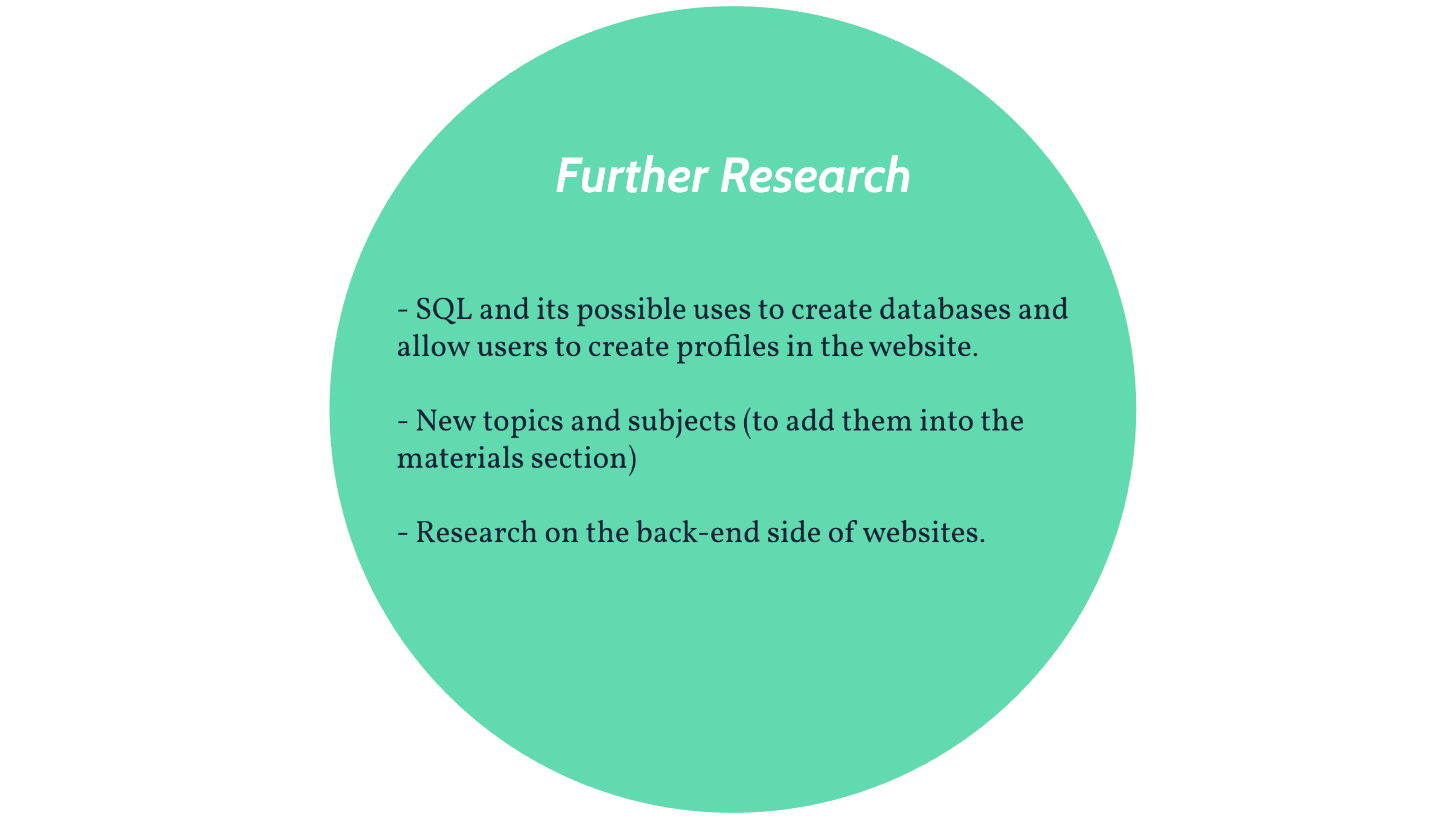 Further Research
- SQL and its possible uses to create databases and
allow users to create profiles in the website.
- New topics and subjects (to add them into the
materials section)
- Research on the back-end side of websites.